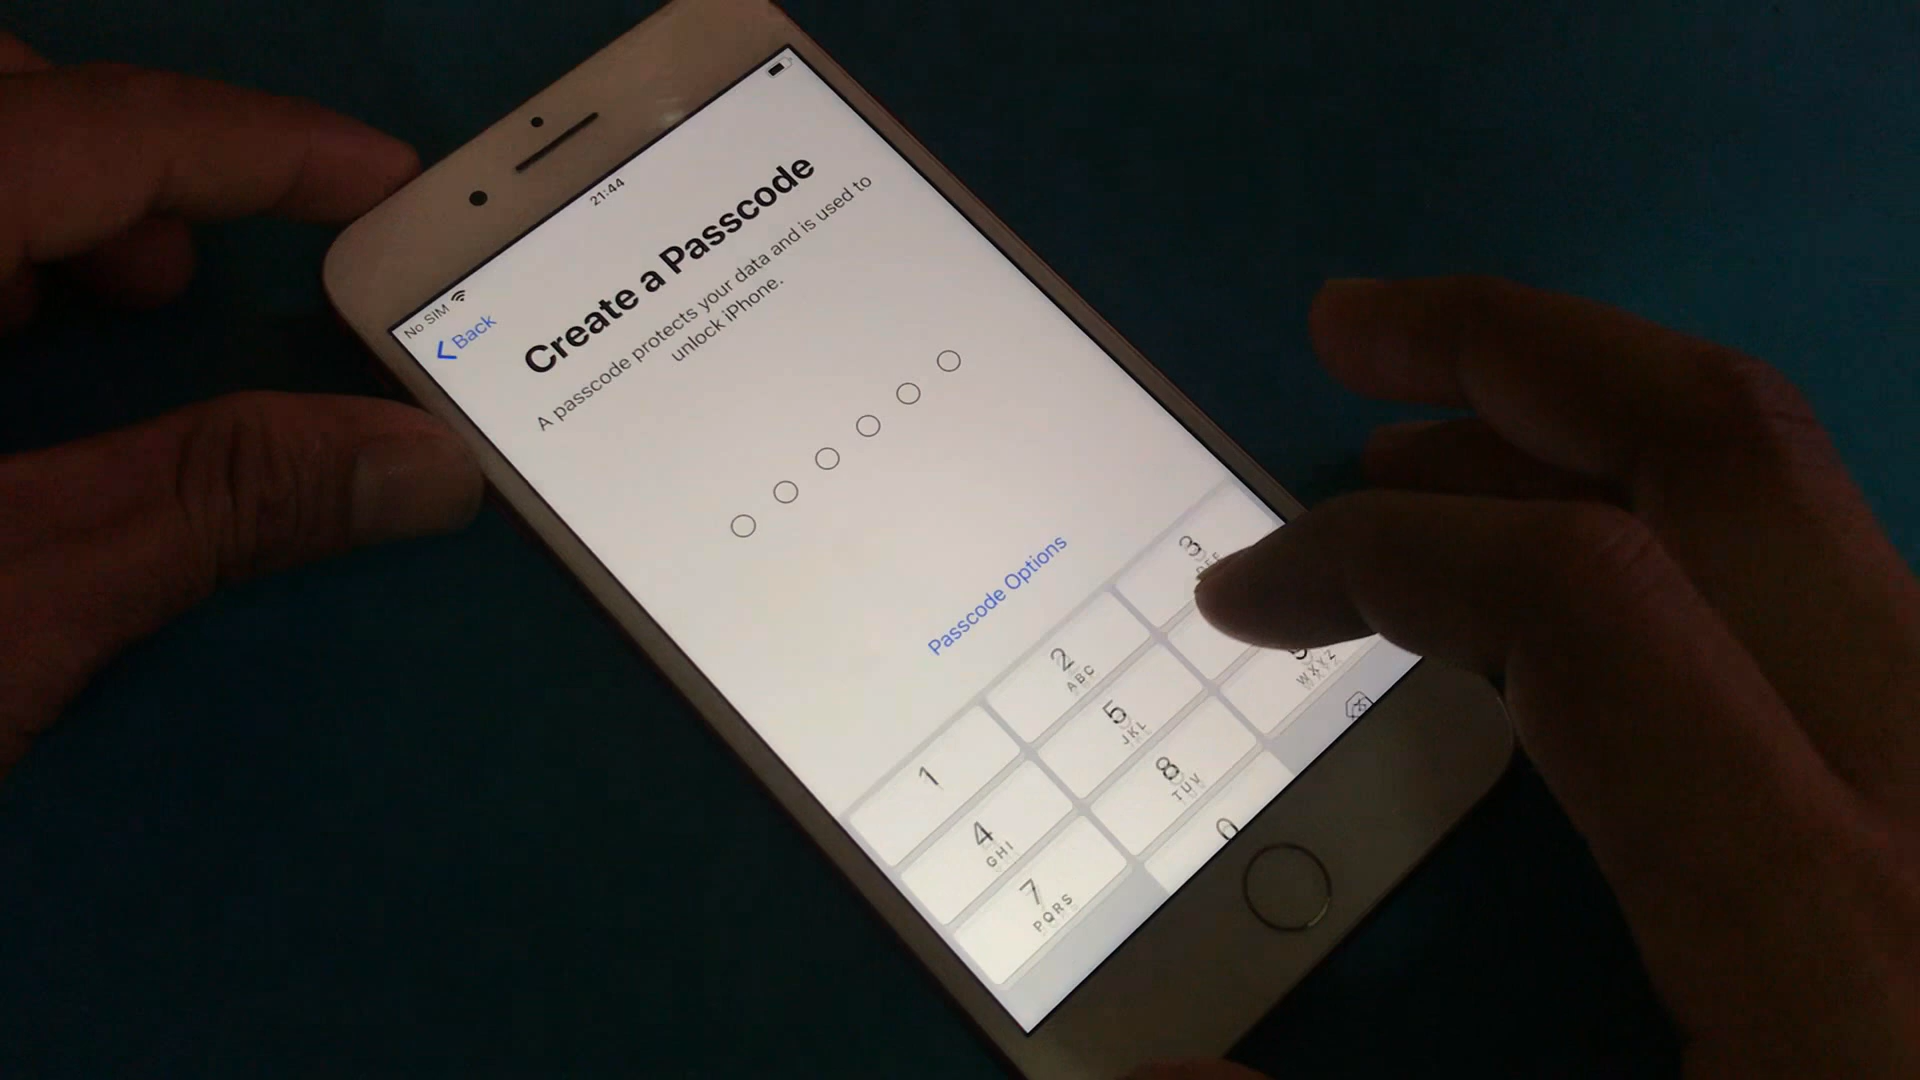 No SIM
21:44
Back
Create a Passcode
A passcode protects your data and is used to
unlock iPhone.
Passcode Options
1
2
ABC
3
DEF
4
GHI
5
JKL
7
PQRS
8
TUV
9
WXYZ
0